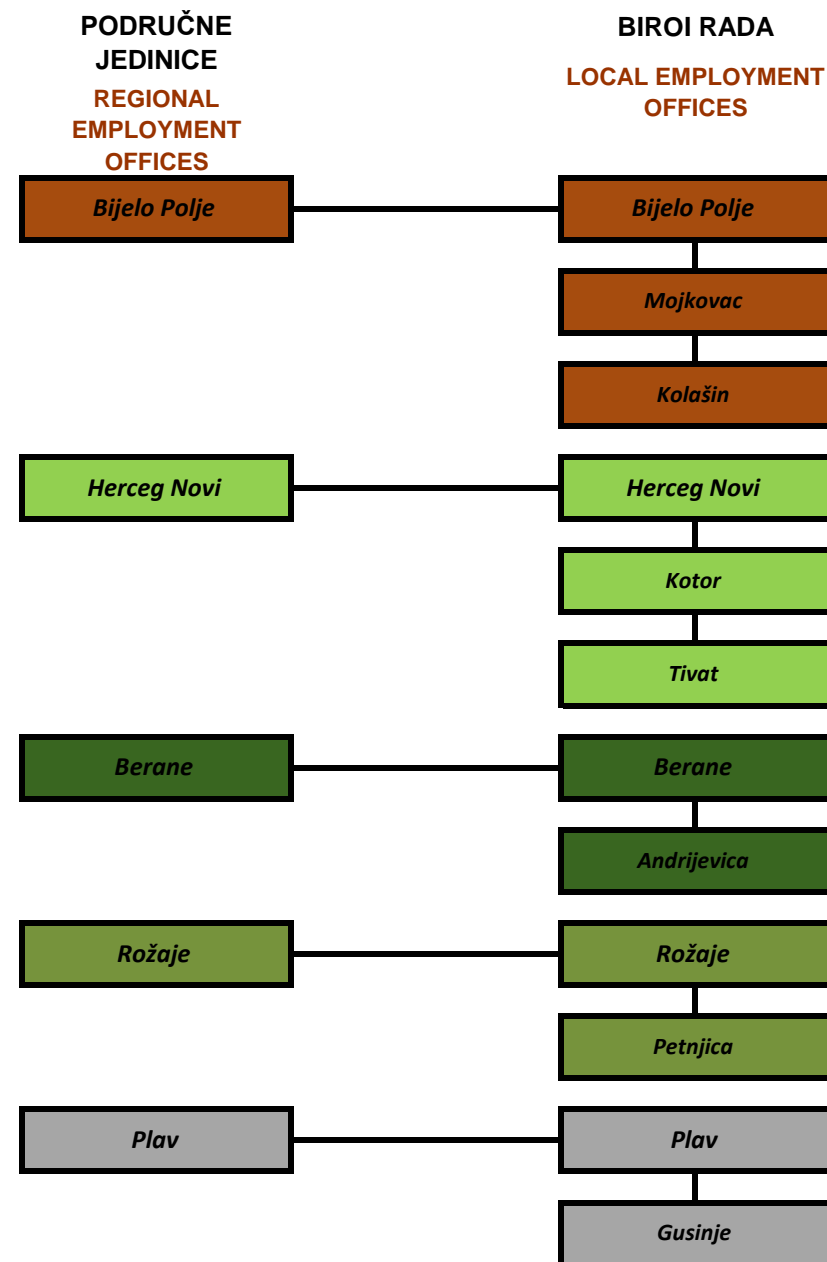 PODRUČNE
JEDINICE
REGIONAL
EMPLOYMENT
OFFICES
BIROI RADA
LOCAL EMPLOYMENT
OFFICES
Bijelo Polje
Bijelo Polje
Mojkovac
Kolašin
Herceg Novi
Herceg Novi
Kotor
Tivat
Berane
Berane
Andrijevica
Rožaje
Rožaje
Petnjica
Plav
Plav
Gusinje